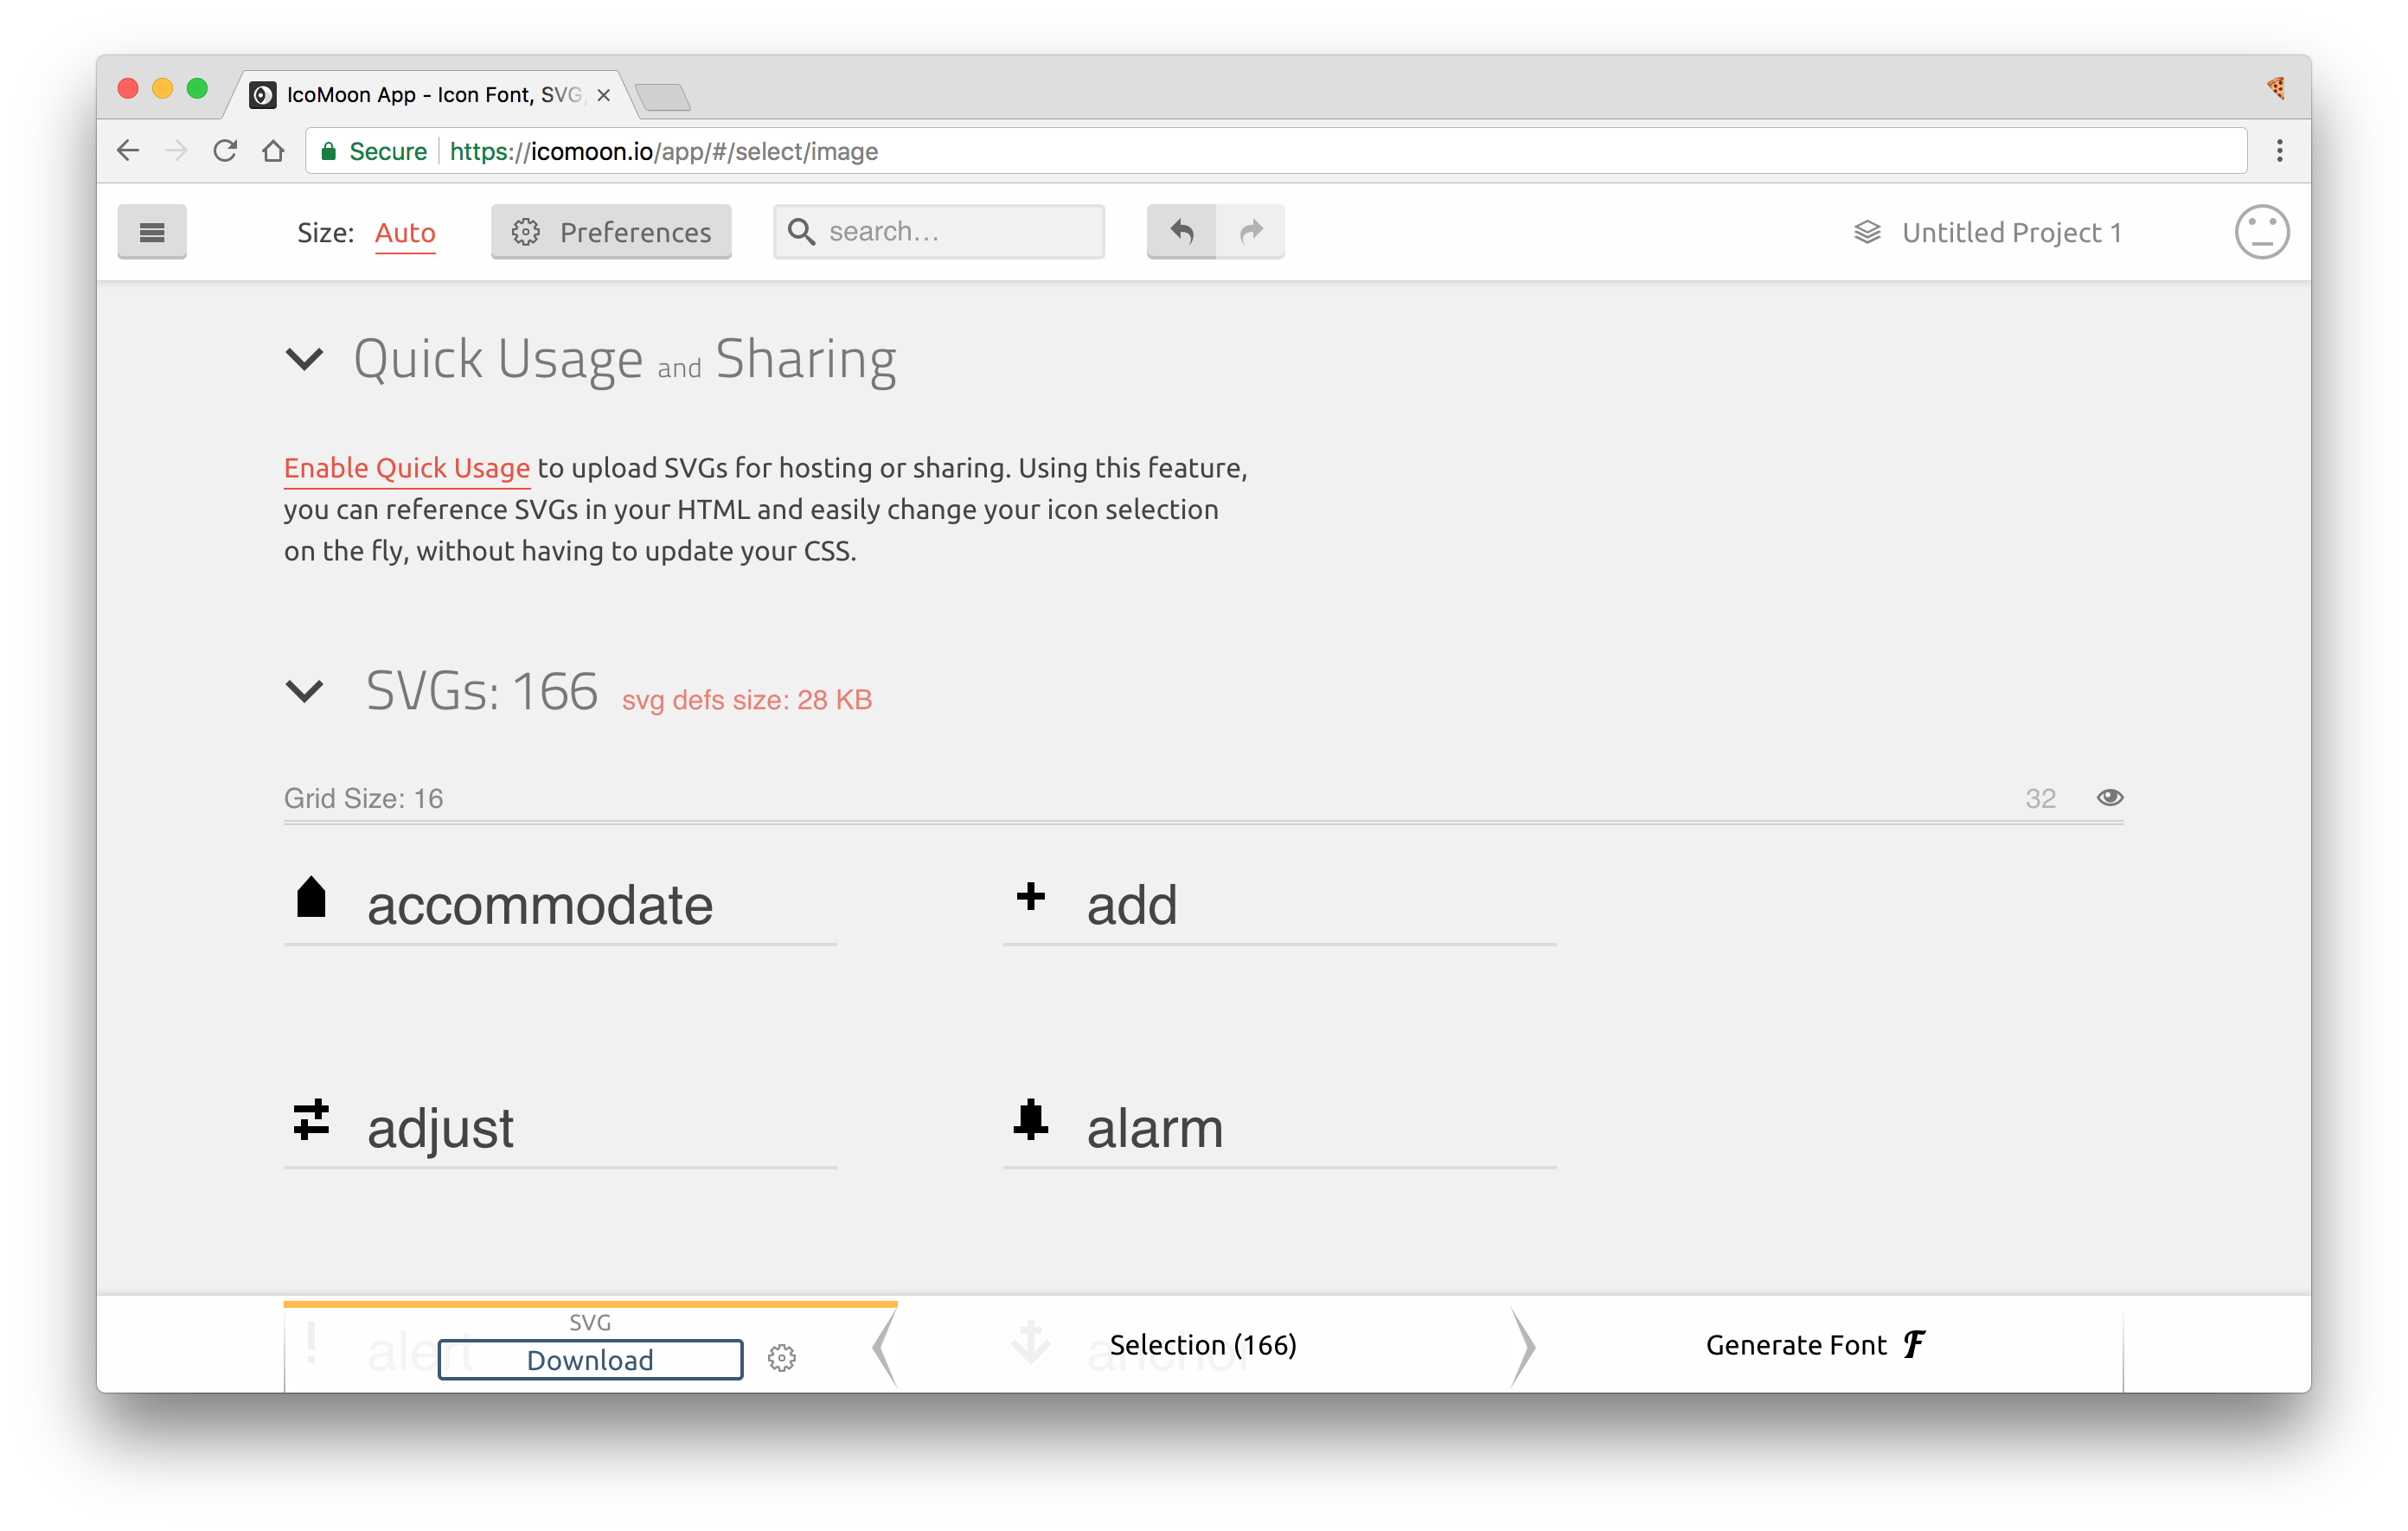 IcoMoon App - Icon Font, SVG,
Secure https://icomoon.io/app/#/select/image
Size: Auto Preferences search... Untitled Project 1
Quick Usage and Sharing
Enable Quick Usage to upload SVGs for hosting or sharing. Using this feature,
you can reference SVGs in your HTML and easily change your icon selection
on the fly, without having to update your CSS.
SVGs: 166 svg defs size: 28 KB
Grid Size: 16 32
accommodate add
adjust alarm
alert anchor
SVG
Download Selection (166) Generate Font